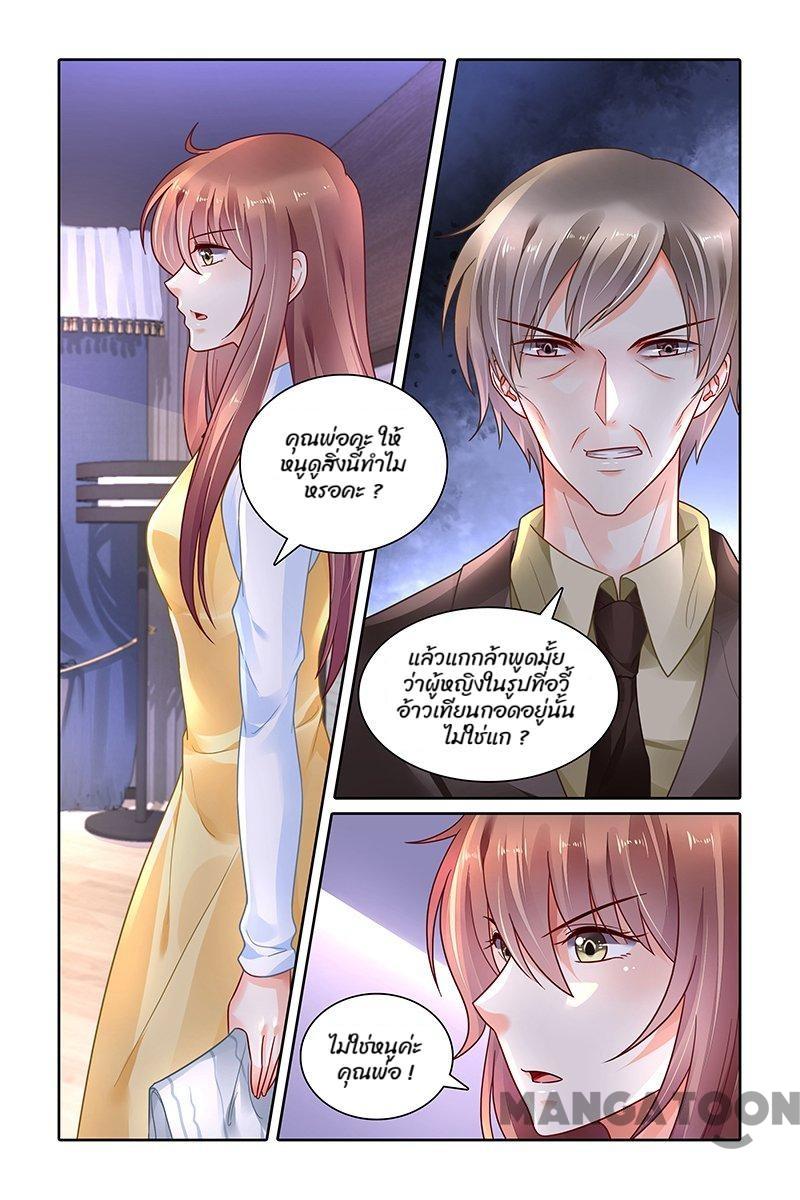 คุณพ่อคะ ให้
หนูดูสิ่งนี้ทำไม
หรอคะ ?
แล้วแกกล้าพูดมั้ย
ว่าผู้หญิงในรูปที่อวี้
อ้าวเทียนกอดอยู่นั้น
ไม่ใช่แก ?
ไม่ใช่หนูค่ะ
คุณพ่อ !
MANGATOON